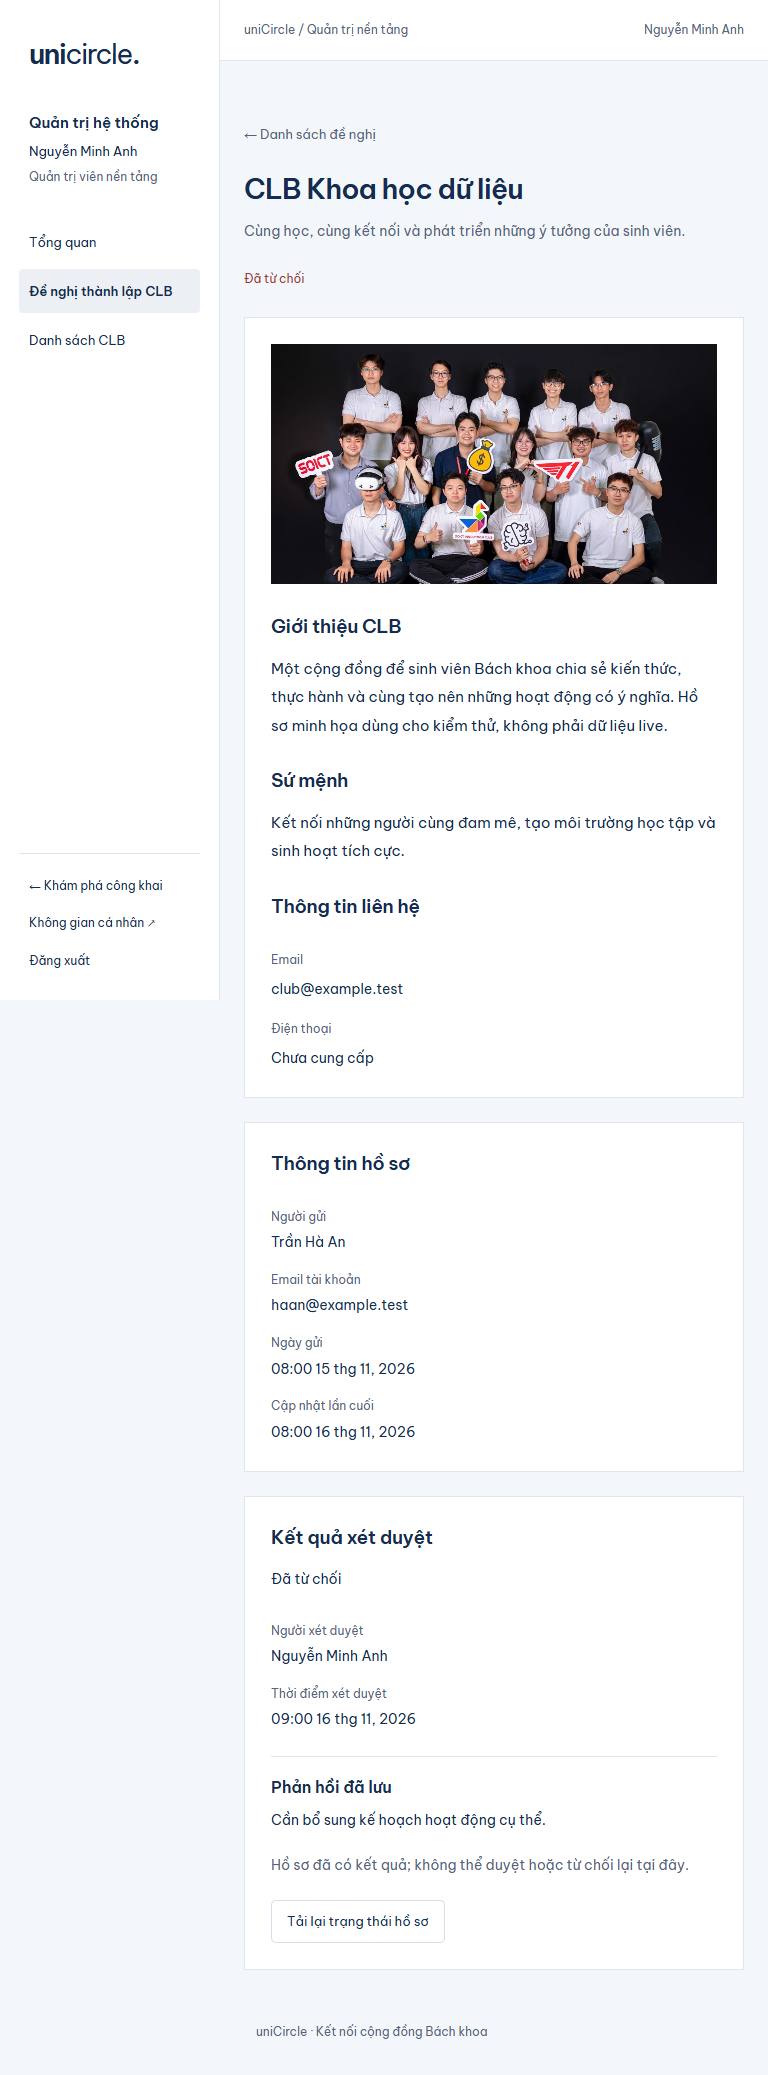 unicircle.
Quản trị hệ thống
Nguyễn Minh Anh
Quản trị viên nền tảng
Tổng quan
Đề nghị thành lập CLB
Danh sách CLB
← Khám phá công khai
Không gian cá nhân ↗
Đăng xuất
uniCircle / Quản trị nền tảng
Nguyễn Minh Anh
← Danh sách đề nghị
CLB Khoa học dữ liệu
Cùng học, cùng kết nối và phát triển những ý tưởng của sinh viên.
Đã từ chối
SOICT
Giới thiệu CLB
Một cộng đồng để sinh viên Bách khoa chia sẻ kiến thức,
thực hành và cùng tạo nên những hoạt động có ý nghĩa. Hồ
sơ minh họa dùng cho kiểm thử, không phải dữ liệu live.
Sứ mệnh
Kết nối những người cùng đam mê, tạo môi trường học tập và
sinh hoạt tích cực.
Thông tin liên hệ
Email
club@example.test
Điện thoại
Chưa cung cấp
Thông tin hồ sơ
Người gửi
Trần Hà An
Email tài khoản
haan@example.test
Ngày gửi
08:00 15 thg 11, 2026
Cập nhật lần cuối
08:00 16 thg 11, 2026
Kết quả xét duyệt
Đã từ chối
Người xét duyệt
Nguyễn Minh Anh
Thời điểm xét duyệt
09:00 16 thg 11, 2026
Phản hồi đã lưu
Cần bổ sung kế hoạch hoạt động cụ thể.
Hồ sơ đã có kết quả; không thể duyệt hoặc từ chối lại tại đây.
Tải lại trạng thái hồ sơ
uniCircle · Kết nối cộng đồng Bách khoa